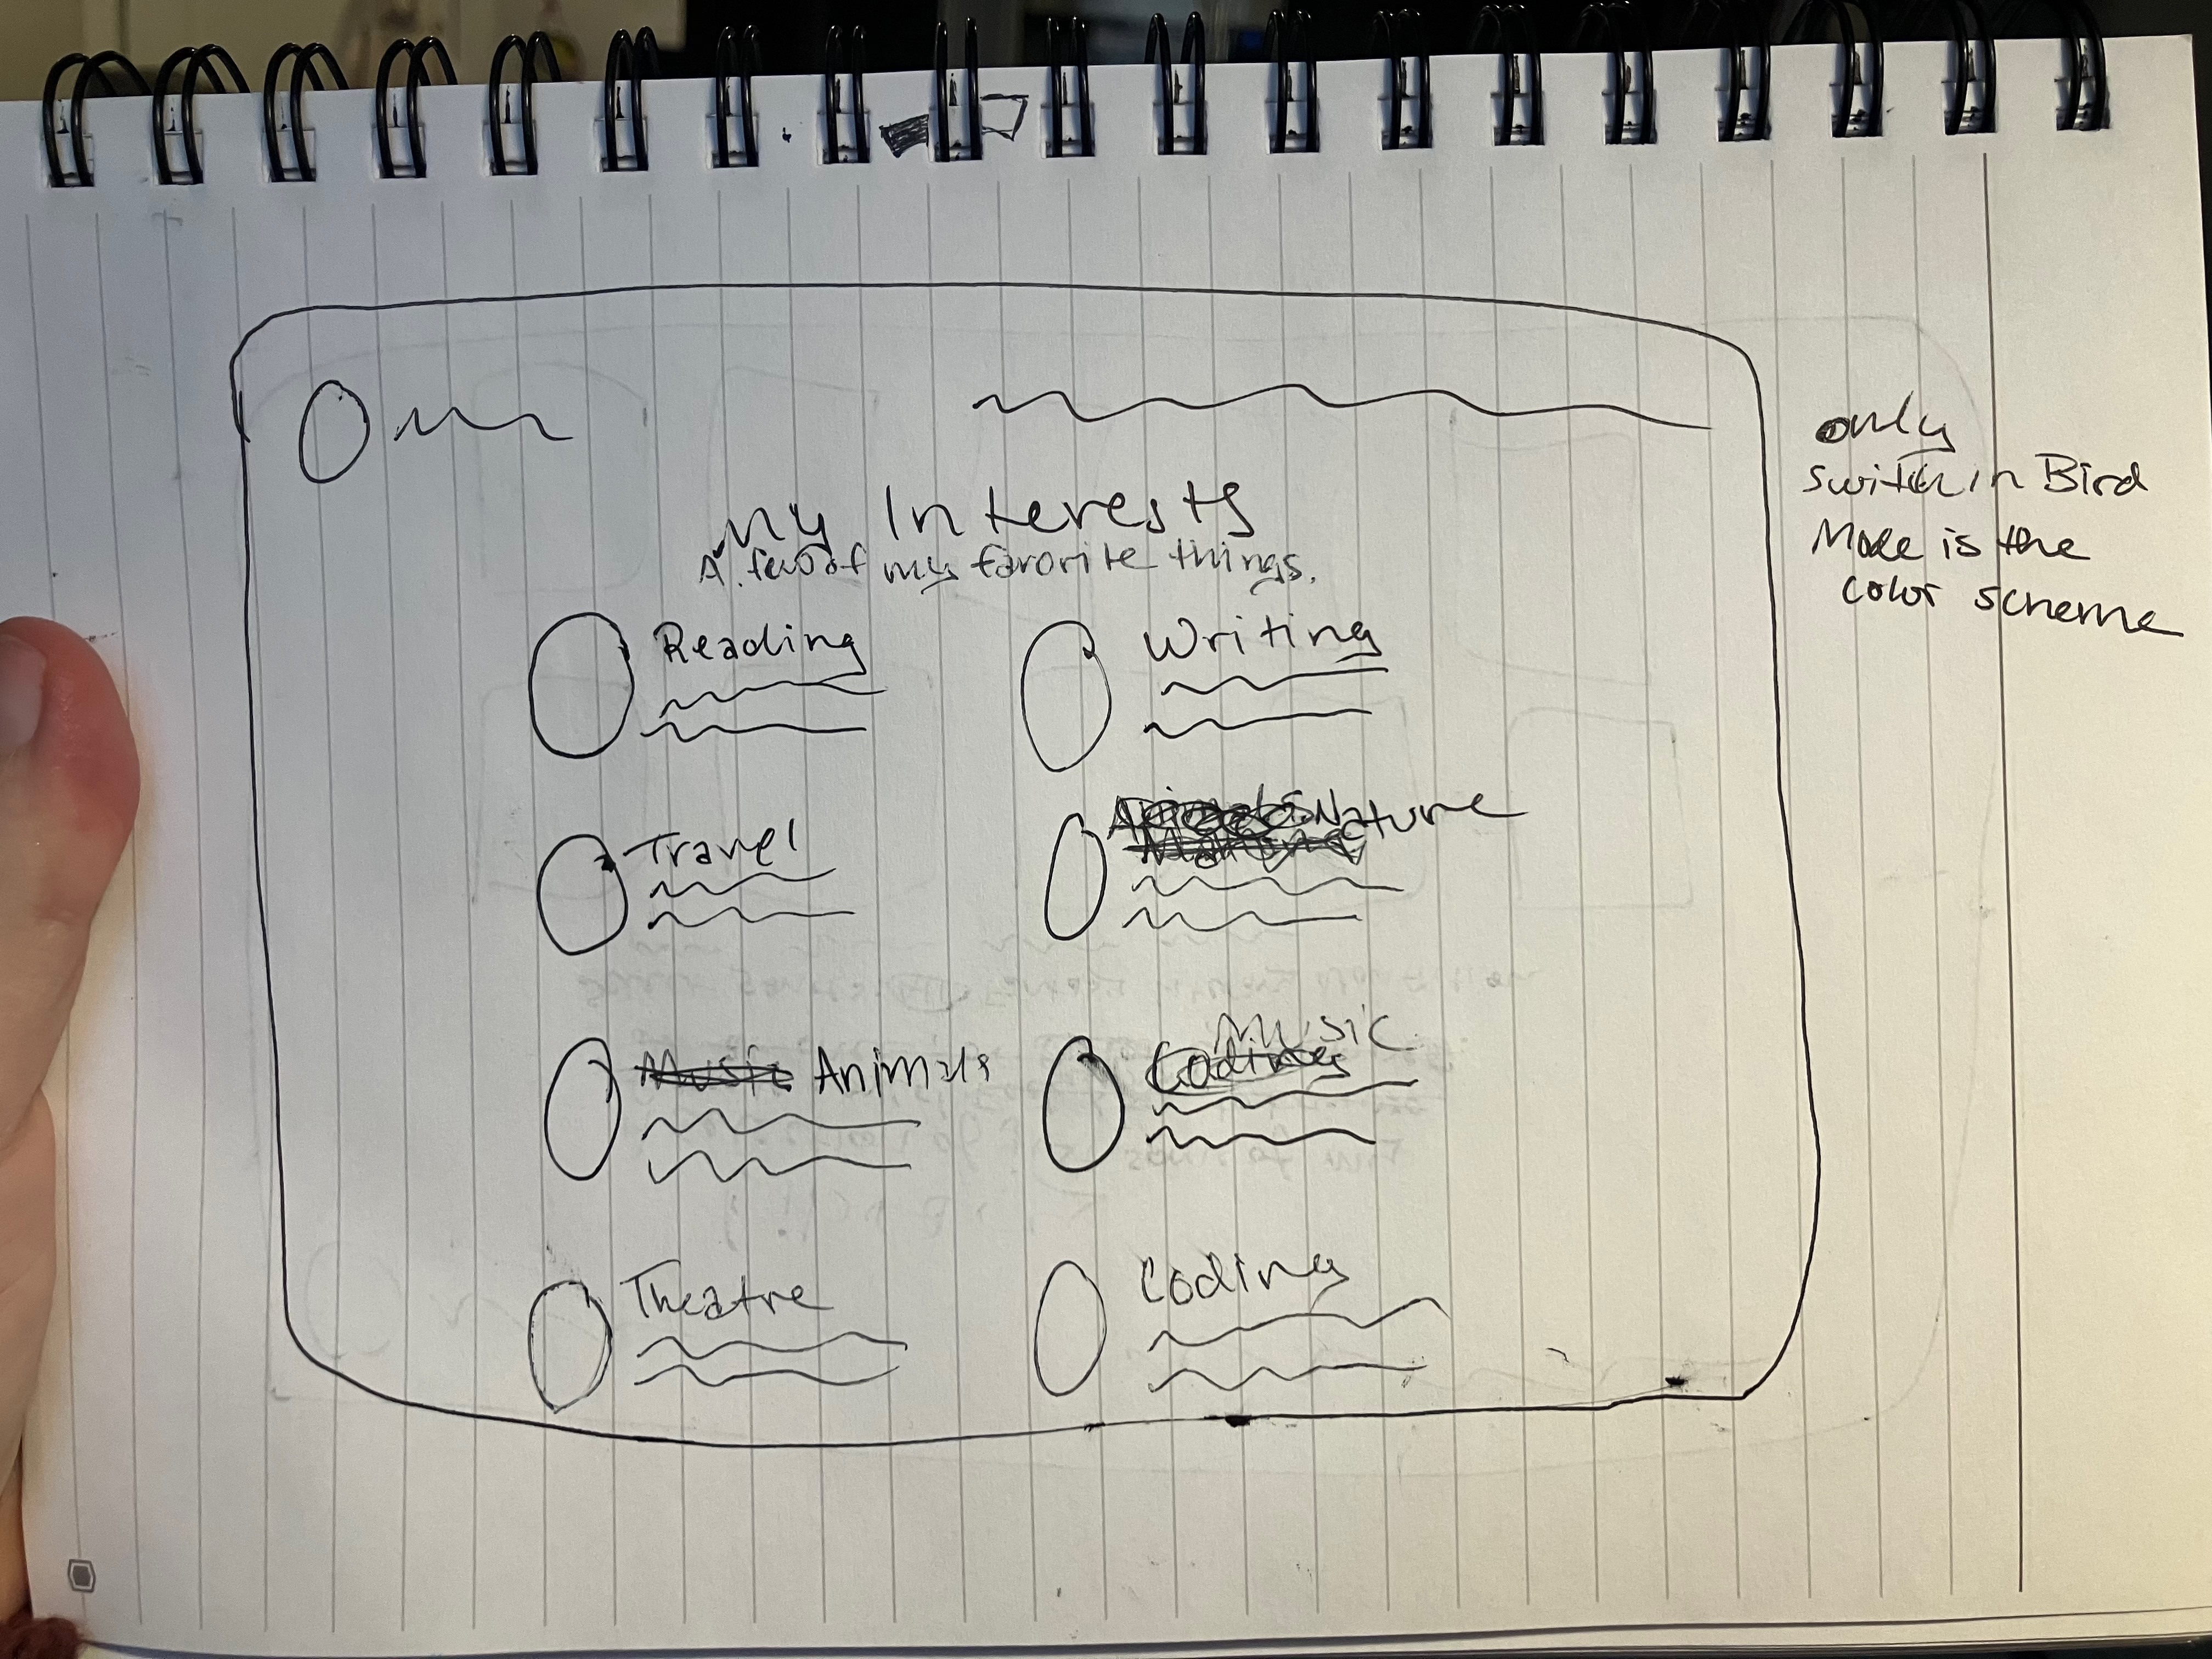 My Interests
A few of my favorite things.
Reading
Writing
Travel
Nature
Music Animals
Music
Coding
Theatre
Coding
only
switch in Bird
Mode is the
color scheme